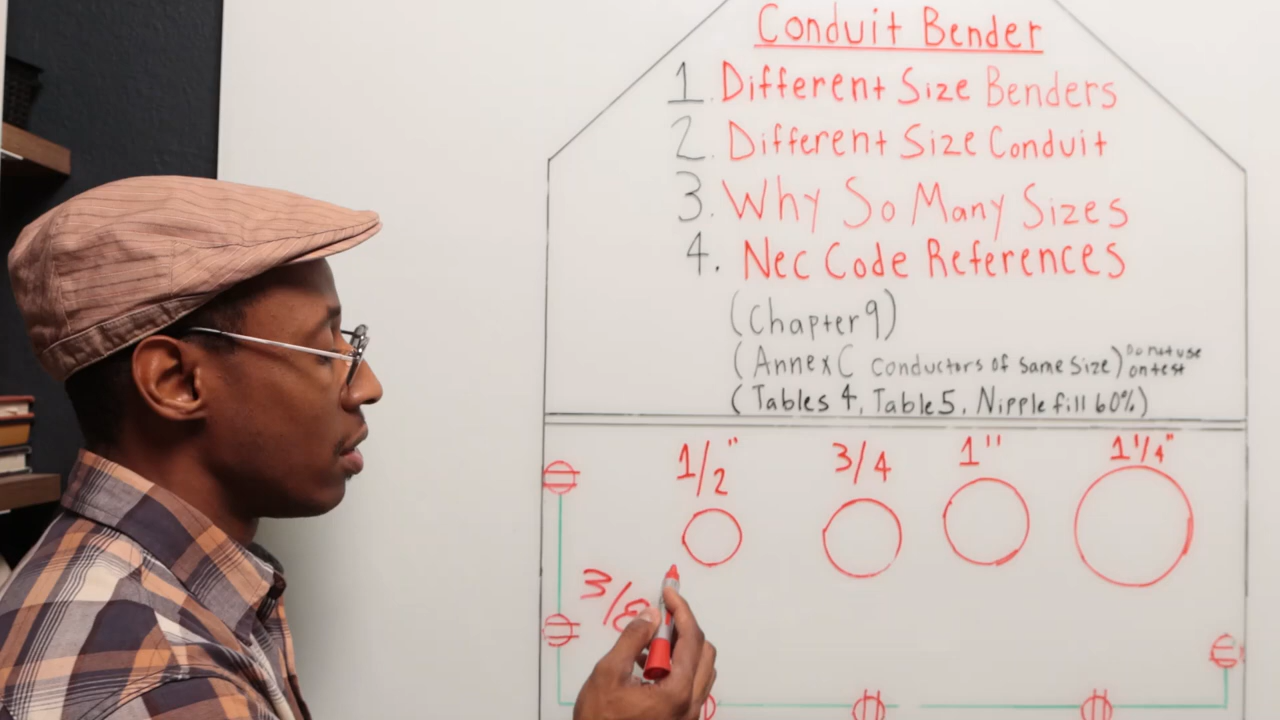 Conduit Bender
1. Different Size Benders
2. Different Size Conduit
3. Why So Many Sizes
4. Nec Code References
(Chapter 9)
(Annex C conductors of same size) Do not use on test
(Tables 4, Table 5, Nipple fill 60%)
1/2" 3/4 1" 1 1/4"
3/8